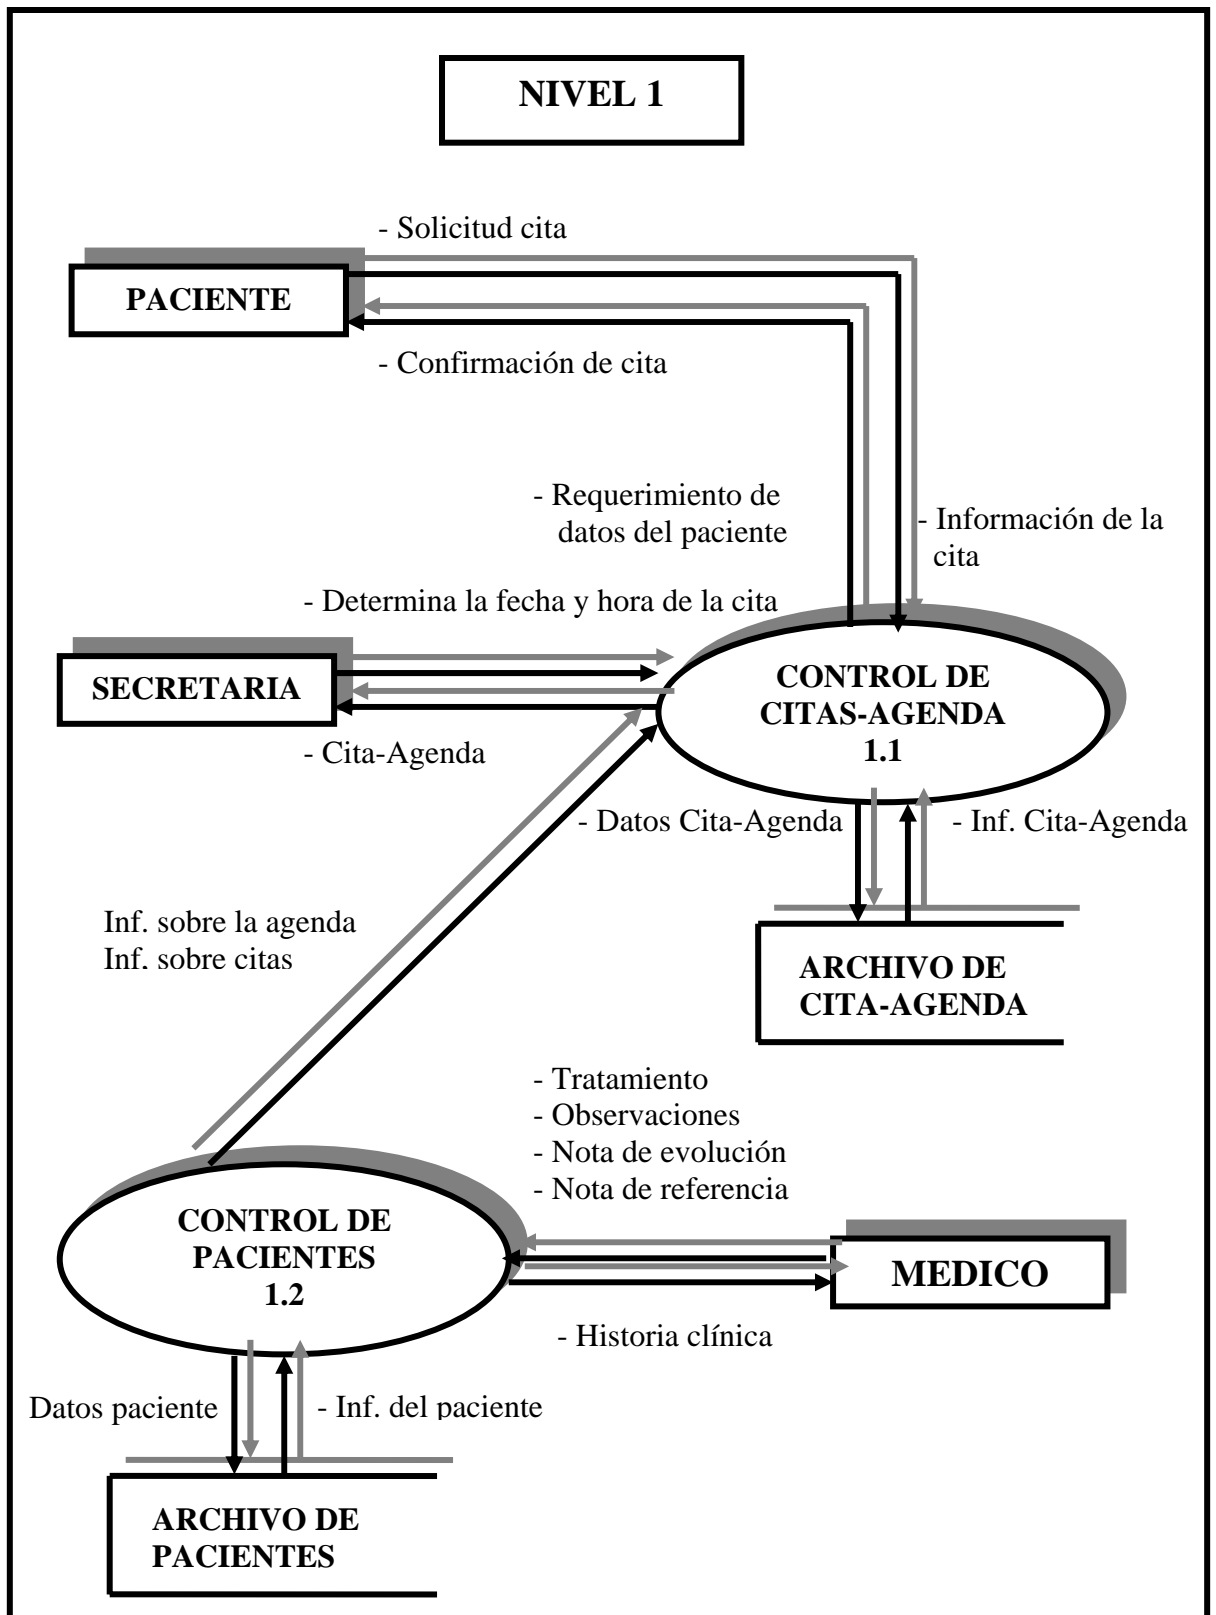 NIVEL 1
- Solicitud cita
PACIENTE
- Confirmación de cita
- Requerimiento de
datos del paciente
- Información de la
cita
- Determina la fecha y hora de la cita
SECRETARIA
CONTROL DE
CITAS-AGENDA
1.1
- Cita-Agenda
- Datos Cita-Agenda
- Inf. Cita-Agenda
Inf. sobre la agenda
Inf. sobre citas
ARCHIVO DE
CITA-AGENDA
- Tratamiento
- Observaciones
- Nota de evolución
- Nota de referencia
CONTROL DE
PACIENTES
1.2
MEDICO
- Historia clínica
Datos paciente
- Inf. del paciente
ARCHIVO DE
PACIENTES